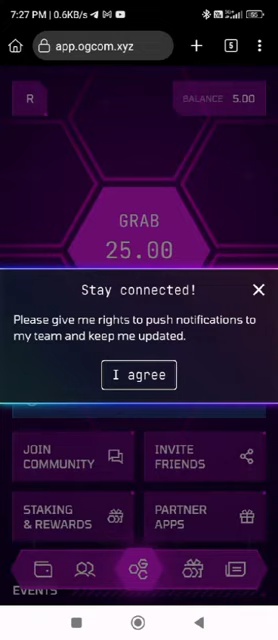 7:27 PM | 0.6KB/s
app.ogcom.xyz
5
R
BALANCE 5.00
GRAB
25.00
Stay connected!
Please give me rights to push notifications to
my team and keep me updated.
I agree
JOIN
COMMUNITY
INVITE
FRIENDS
STAKING
& REWARDS
PARTNER
APPS
EVENTS